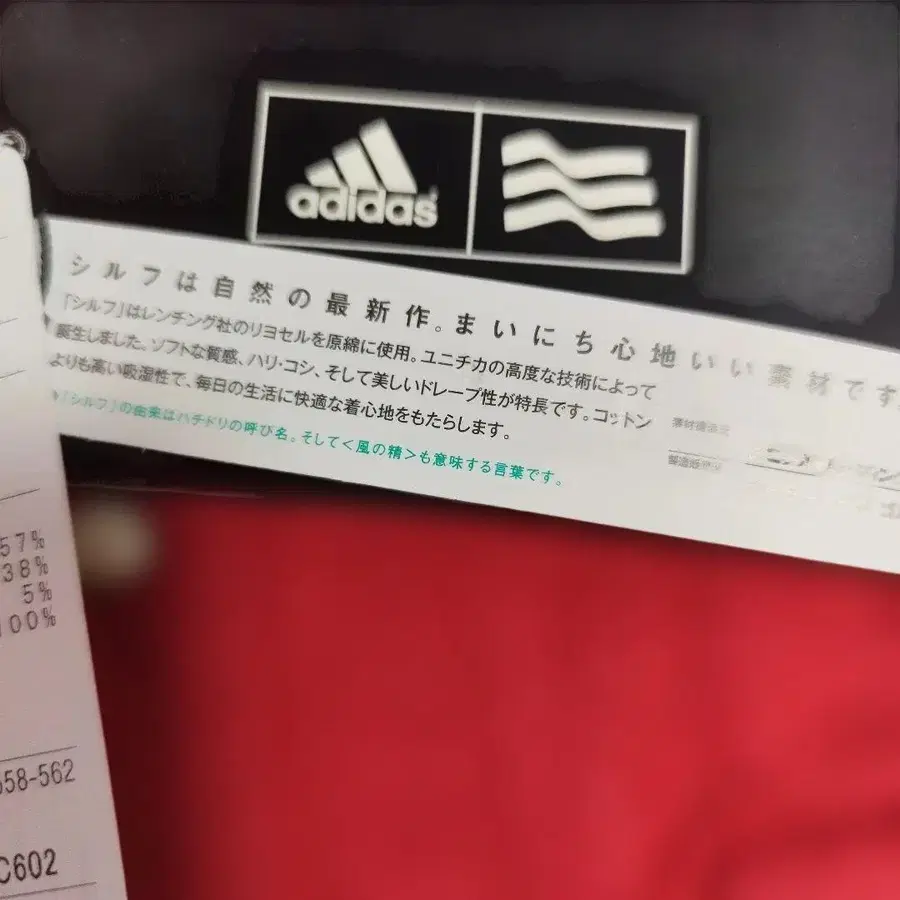 adidas
シルフは自然の最新作。まいにち心地いい素材です。
「シルフ」はレンチング社のリヨセルを原綿に使用。ユニチカの高度な技術によって
誕生しました。ソフトな質感、ハリ・コシ、そして美しいドレープ性が特長です。コットン
よりも高い吸湿性で、毎日の生活に快適な着心地をもたらします。
「シルフ」の由来はハチドリの呼び名。そして<風の精>も意味する言葉です。
57%
38%
5%
100%
558-562
C602